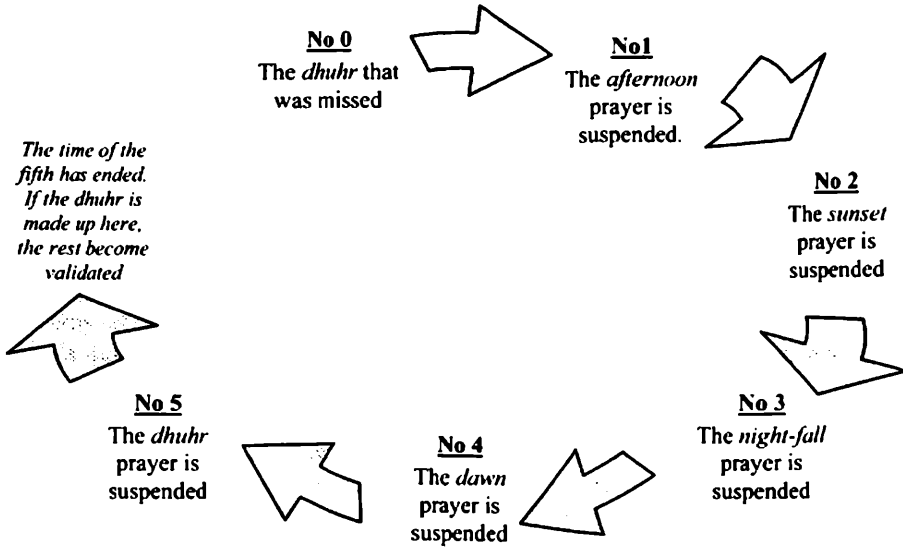 No 0
The dhuhr that
was missed
No1
The afternoon
prayer is
suspended.
No 2
The sunset
prayer is
suspended
No 3
The night-fall
prayer is
suspended
No 4
The dawn
prayer is
suspended
No 5
The dhuhr
prayer is
suspended
The time of the
fifth has ended.
If the dhuhr is
made up here,
the rest become
validated